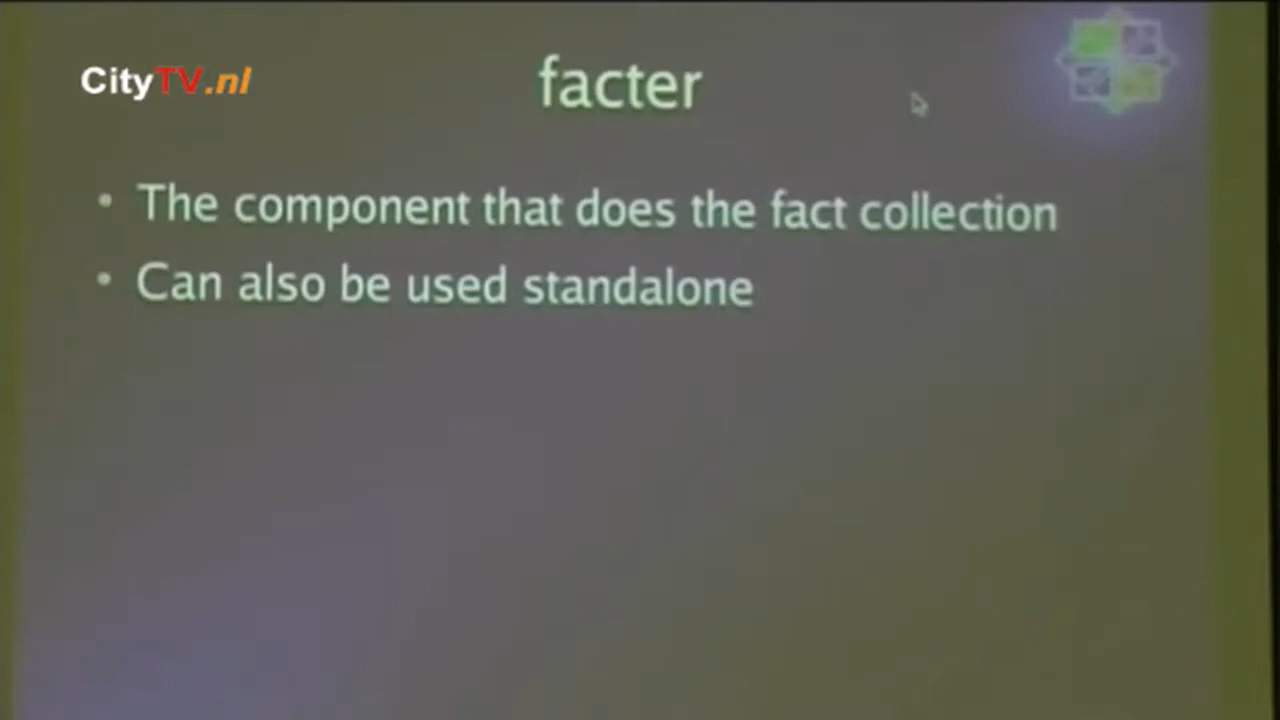 CityTV.nl
facter
• The component that does the fact collection
• Can also be used standalone